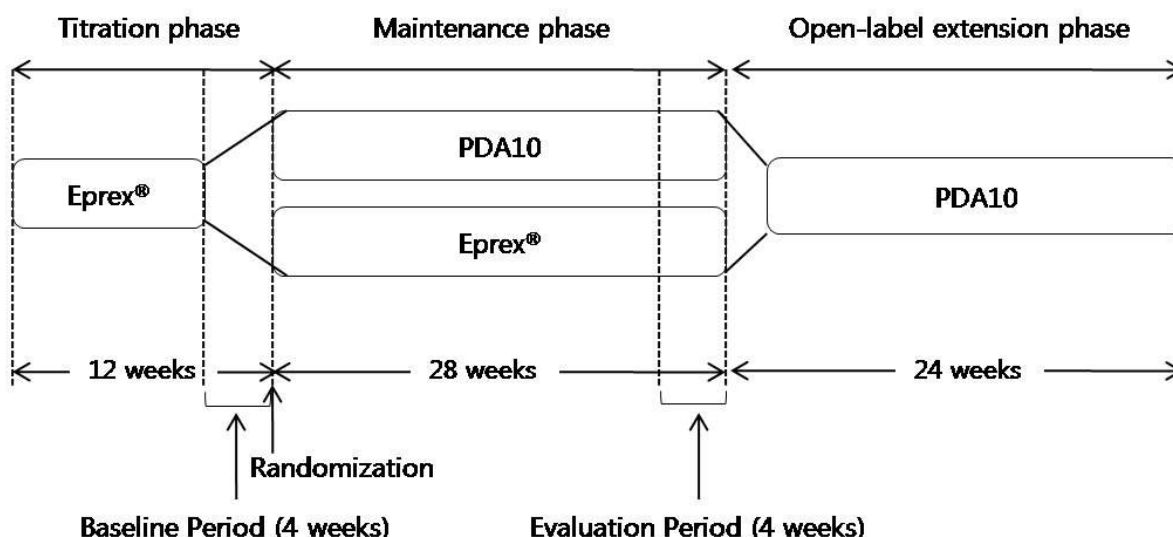 Titration phase
Maintenance phase
Open-label extension phase
PDA10
Eprex®
PDA10
Eprex®
12 weeks
28 weeks
24 weeks
Randomization
Baseline Period (4 weeks)
Evaluation Period (4 weeks)